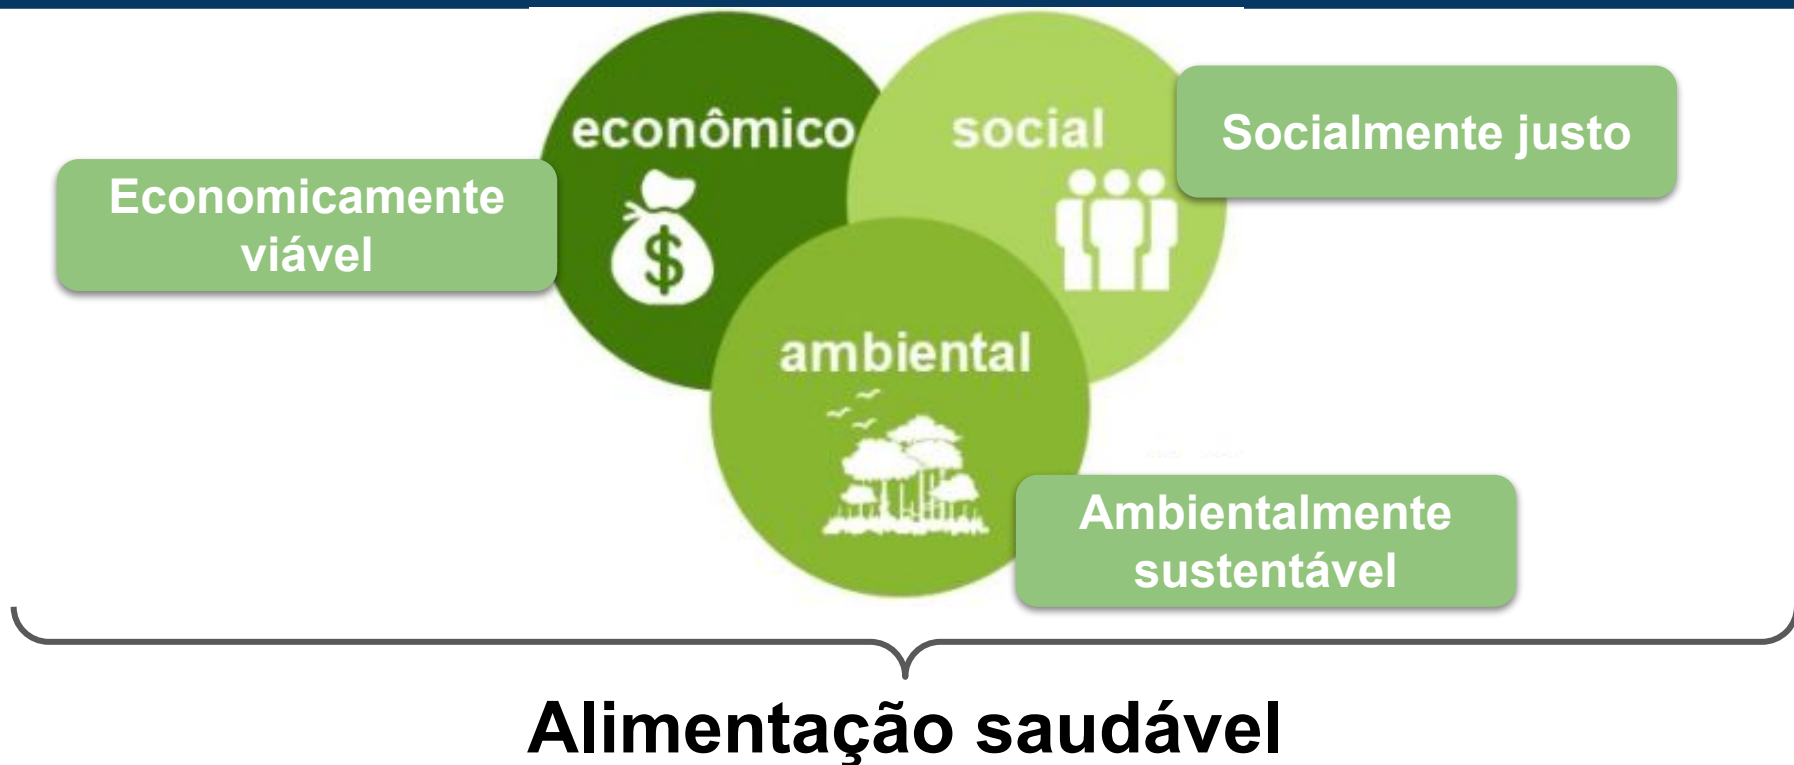 econômico
social
Socialmente justo
Economicamente
viável
$
ambiental
Ambientalmente
sustentável
Alimentação saudável